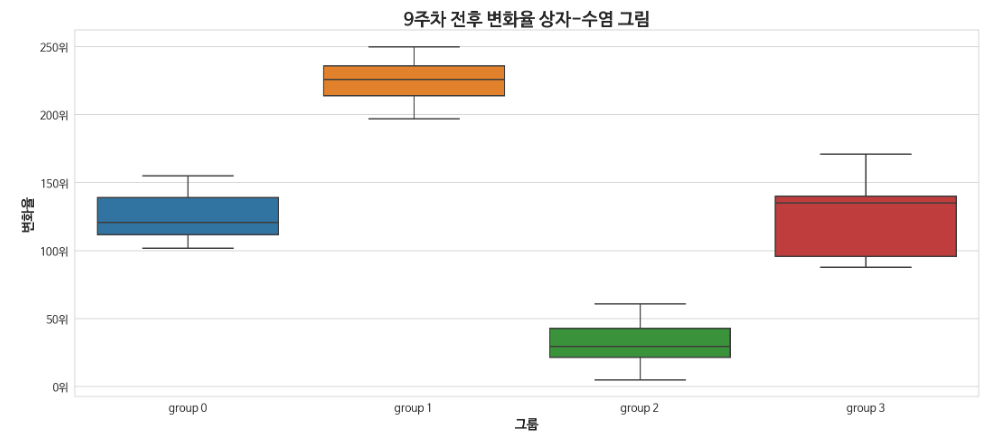 9주차 전후 변화율 상자-수염 그림
변화율
250위
200위
150위
100위
50위
0위
group 0
group 1
group 2
group 3
그룹